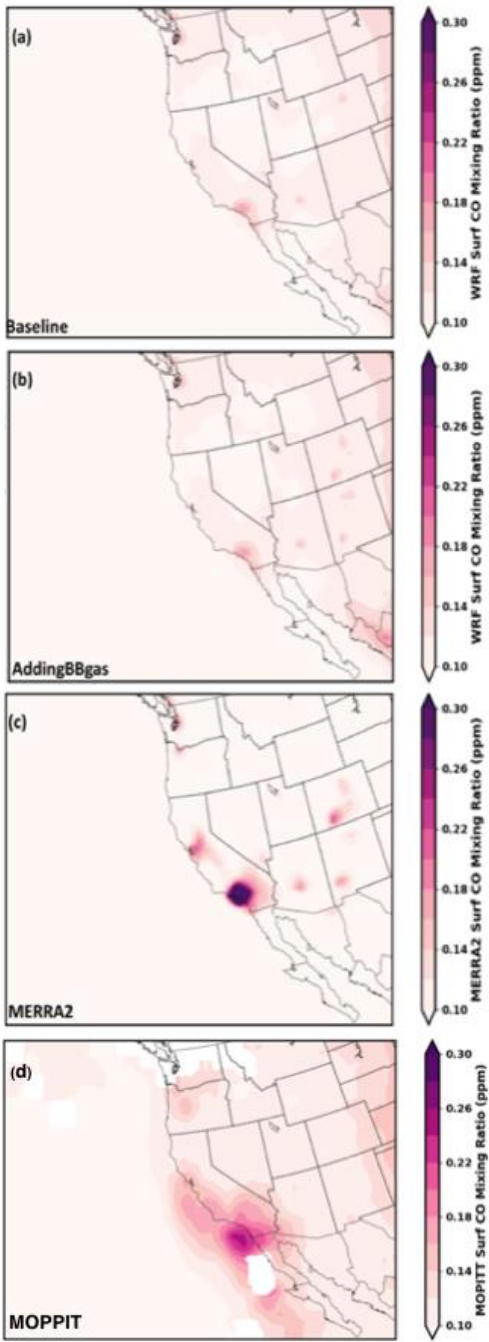 (a)
Baseline
0.30
0.26
0.22
0.18
0.14
0.10
WRF Surf CO Mixing Ratio (ppm)
(b)
AddingBBgas
0.30
0.26
0.22
0.18
0.14
0.10
WRF Surf CO Mixing Ratio (ppm)
(c)
MERRA2
0.30
0.26
0.22
0.18
0.14
0.10
MERRA2 Surf CO Mixing Ratio (ppm)
(d)
MOPPIT
0.30
0.26
0.22
0.18
0.14
0.10
MOPITT Surf CO Mixing Ratio (ppm)